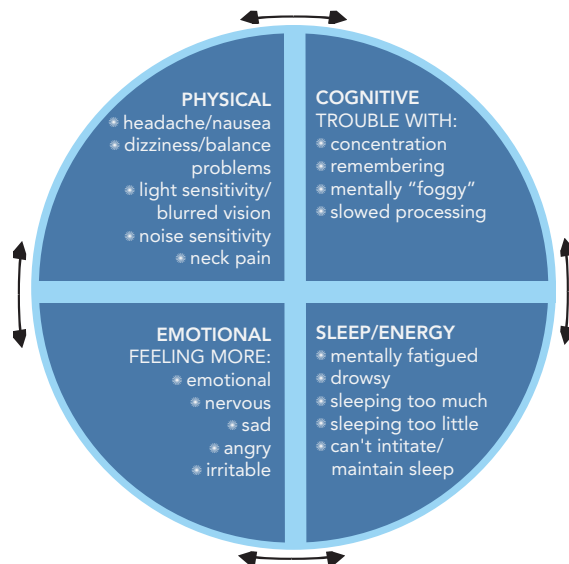 PHYSICAL
✺ headache/nausea
✺ dizziness/balance
problems
✺ light sensitivity/
blurred vision
✺ noise sensitivity
✺ neck pain
COGNITIVE
TROUBLE WITH:
✺ concentration
✺ remembering
✺ mentally “foggy”
✺ slowed processing
EMOTIONAL
FEELING MORE:
✺ emotional
✺ nervous
✺ sad
✺ angry
✺ irritable
SLEEP/ENERGY
✺ mentally fatigued
✺ drowsy
✺ sleeping too much
✺ sleeping too little
✺ can't intitate/
maintain sleep